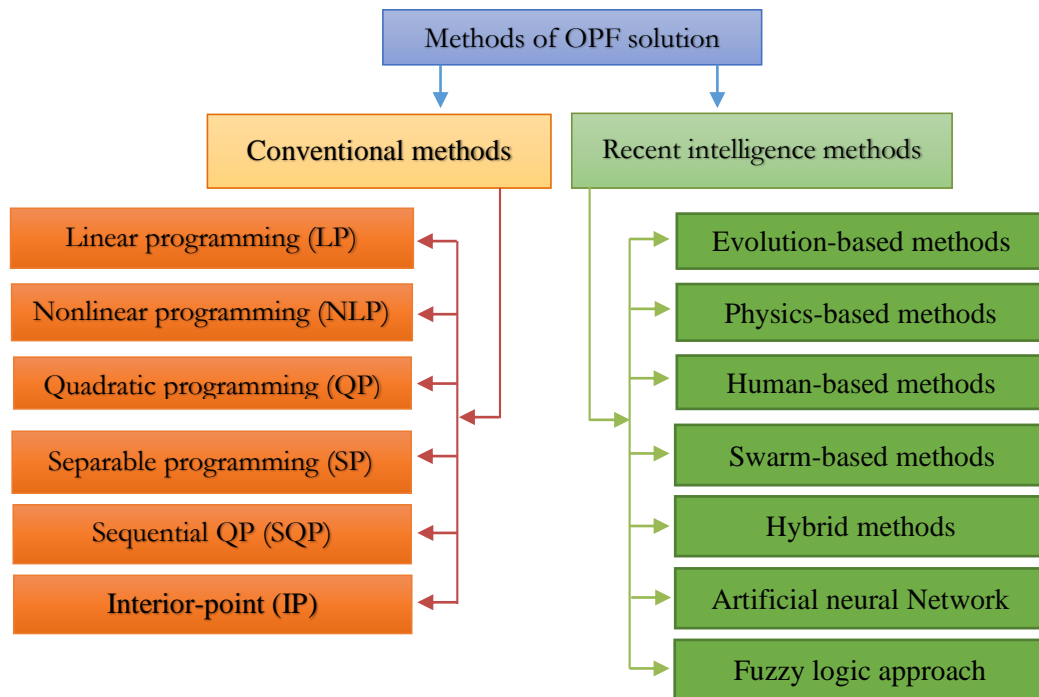 Methods of OPF solution
Conventional methods
Recent intelligence methods
Linear programming (LP)
Nonlinear programming (NLP)
Quadratic programming (QP)
Separable programming (SP)
Sequential QP (SQP)
Interior-point (IP)
Evolution-based methods
Physics-based methods
Human-based methods
Swarm-based methods
Hybrid methods
Artificial neural Network
Fuzzy logic approach